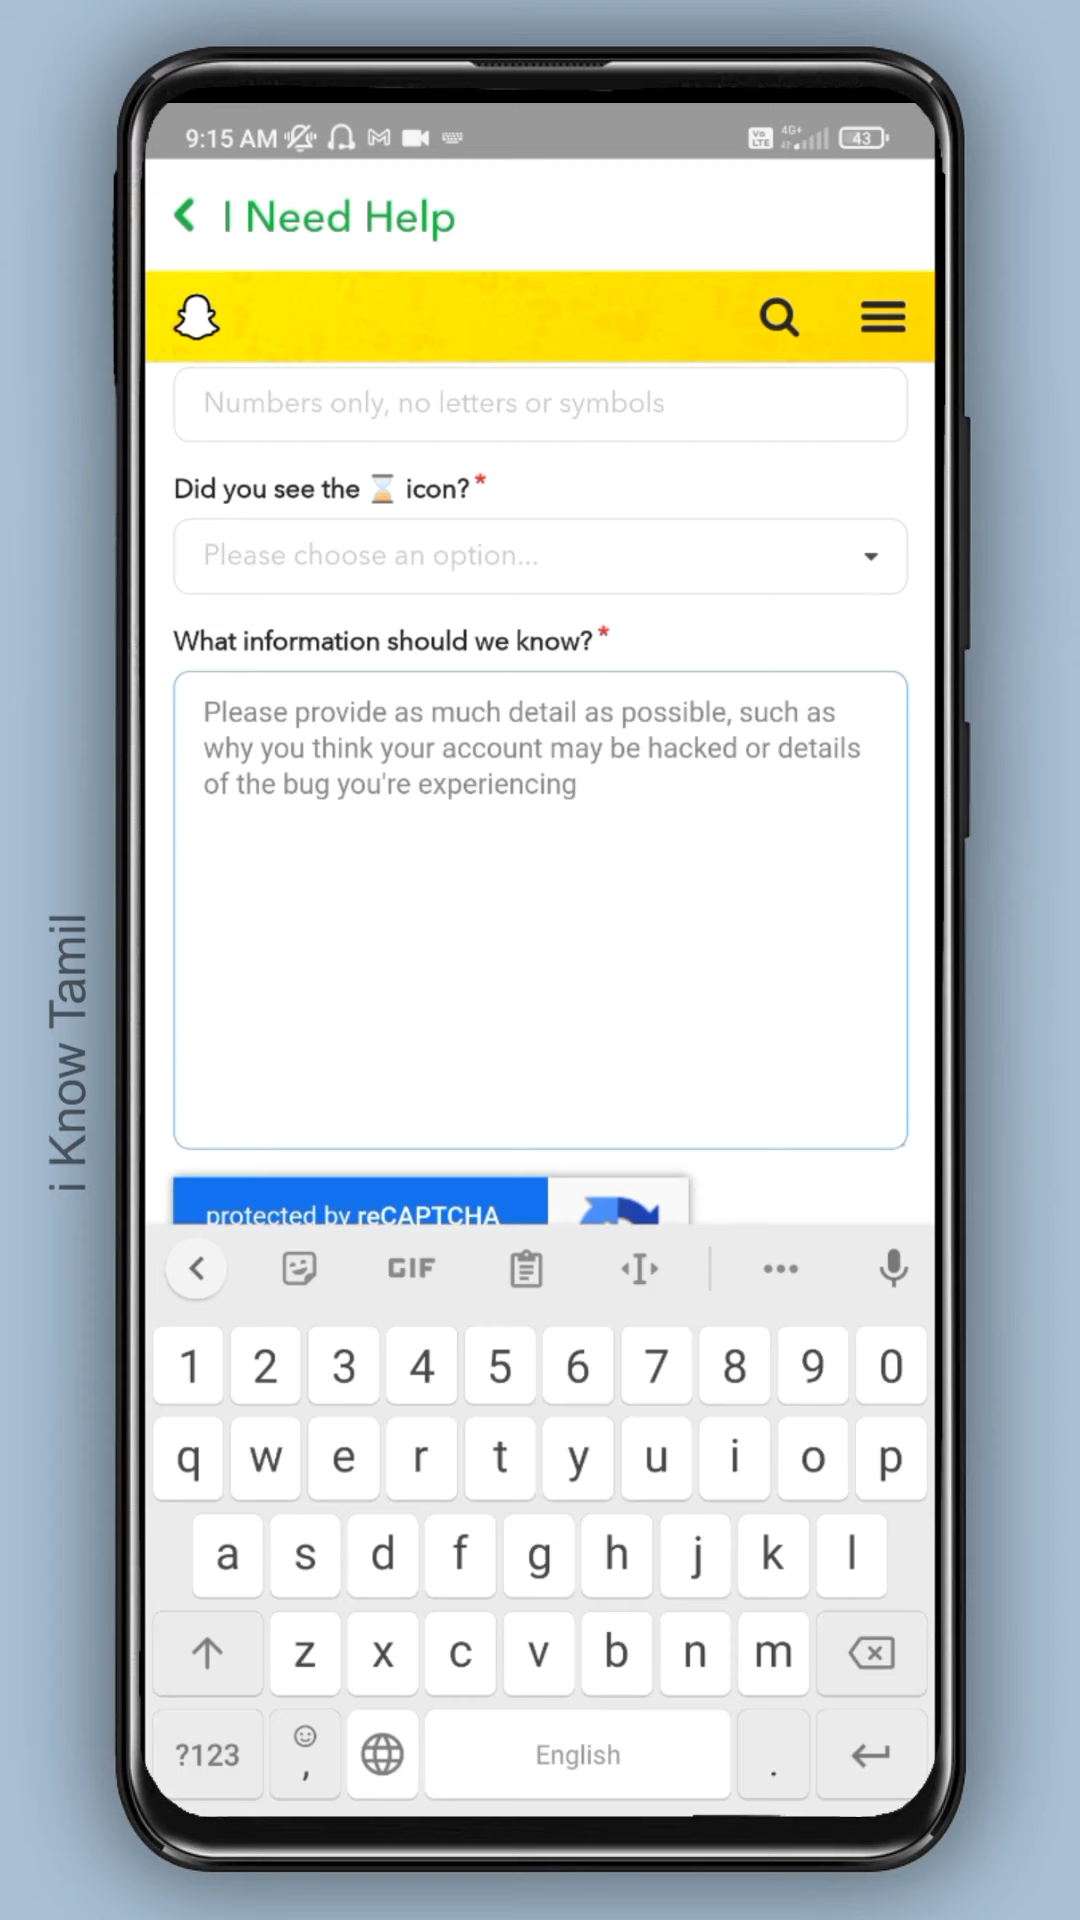 9:15 AM
Vo LTE
4G+
43
I Need Help
Numbers only, no letters or symbols
Did you see the ⌛ icon?*
Please choose an option...
What information should we know?*
Please provide as much detail as possible, such as
why you think your account may be hacked or details
of the bug you're experiencing
i Know Tamil
protected by reCAPTCHA
GIF
1 2 3 4 5 6 7 8 9 0
q w e r t y u i o p
a s d f g h j k l
z x c v b n m
?123 , English .